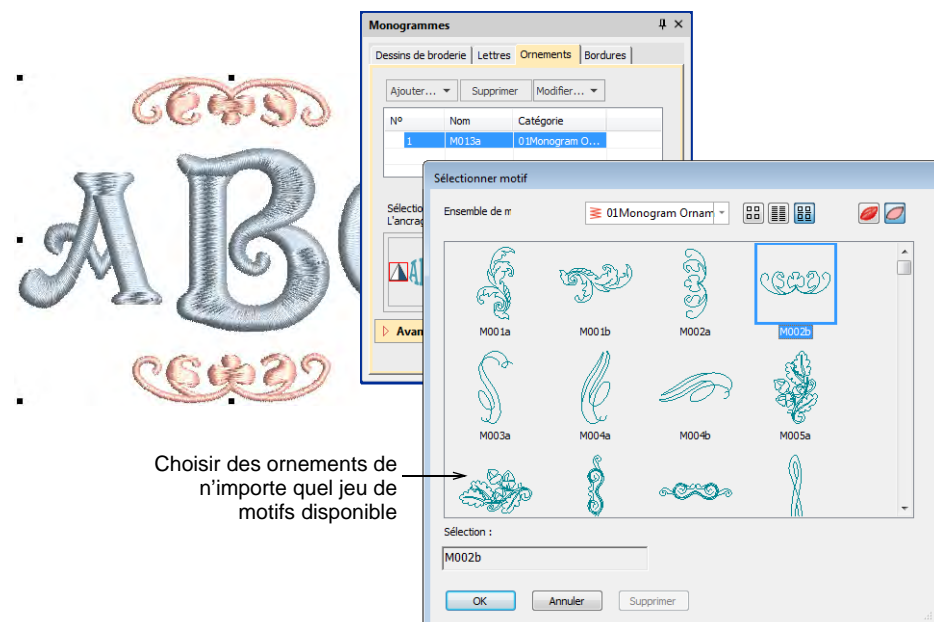 Monogrammes
Dessins de broderie Lettres Ornements Bordures
Ajouter... Supprimer Modifier...
Nº Nom Catégorie
1 M013a 01Monogram O...
Sélectionner motif
Sélectio
L'ancrag
Ensemble de m 01Monogram Ornam
M001a M001b M002a M002b
Avan
M003a M004a M004b M005a
Choisir des ornements de
n'importe quel jeu de
motifs disponible
Sélection :
M002b
OK Annuler Supprimer
ABC